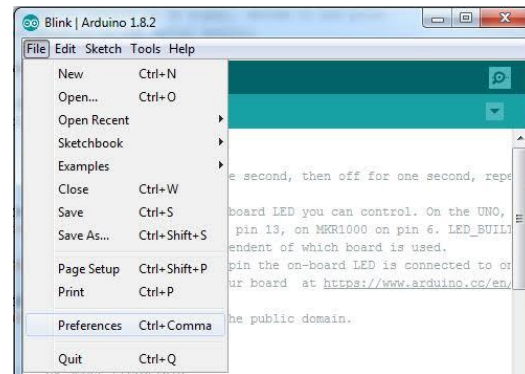 Blink | Arduino 1.8.2
File Edit Sketch Tools Help
New Ctrl+N
Open... Ctrl+O
Open Recent
Sketchbook
Examples
Close Ctrl+W
Save Ctrl+S
Save As... Ctrl+Shift+S
Page Setup Ctrl+Shift+P
Print Ctrl+P
Preferences Ctrl+Comma
Quit Ctrl+Q
e second, then off for one second, repe
board LED you can control. On the UNO,
pin 13, on MKR1000 on pin 6. LED_BUILT
endent of which board is used.
pin the on-board LED is connected to on
ur board at https://www.arduino.cc/en/
he public domain.